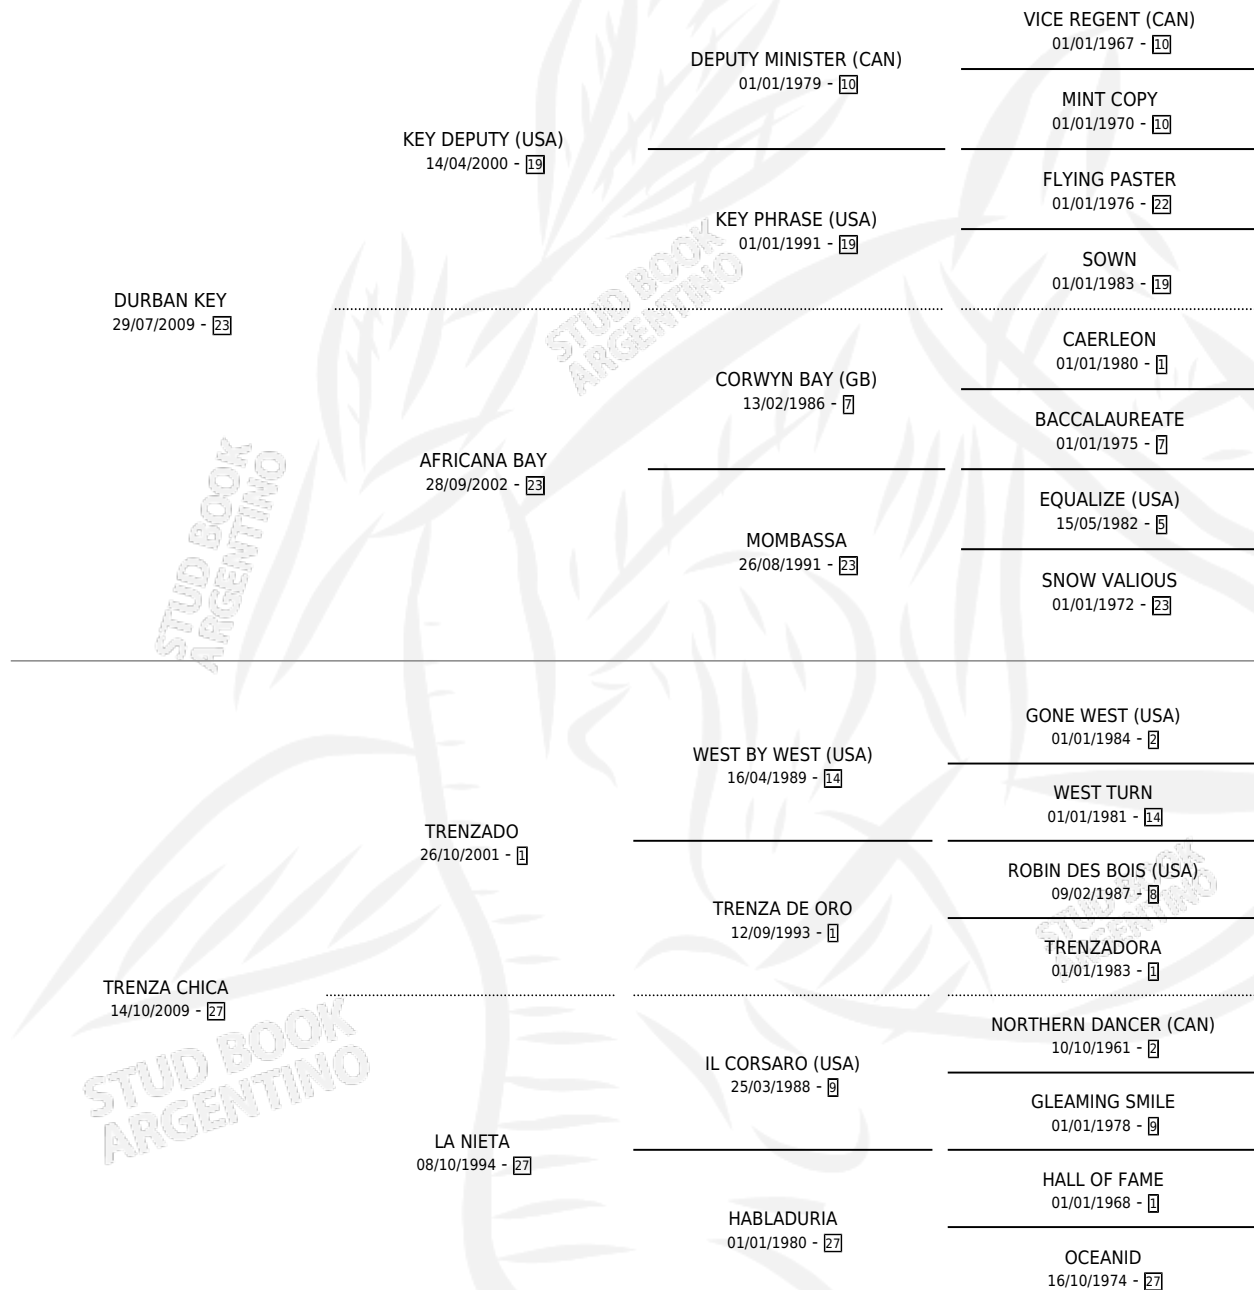 VICE REGENT (CAN)
01/01/1967 - 10
DEPUTY MINISTER (CAN)
01/01/1979 - 10
MINT COPY
01/01/1970 - 10
KEY DEPUTY (USA)
14/04/2000 - 19
FLYING PASTER
01/01/1976 - 22
KEY PHRASE (USA)
01/01/1991 - 19
SOWN
01/01/1983 - 19
DURBAN KEY
29/07/2009 - 23
CAERLEON
01/01/1980 - 1
CORWYN BAY (GB)
13/02/1986 - 7
BACCALAUREATE
01/01/1975 - 7
AFRICANA BAY
28/09/2002 - 23
EQUALIZE (USA)
15/05/1982 - 5
MOMBASSA
26/08/1991 - 23
SNOW VALIOUS
01/01/1972 - 23
GONE WEST (USA)
01/01/1984 - 2
WEST BY WEST (USA)
16/04/1989 - 14
WEST TURN
01/01/1981 - 14
TRENZADO
26/10/2001 - 1
ROBIN DES BOIS (USA)
09/02/1987 - 8
TRENZA DE ORO
12/09/1993 - 1
TRENZADORA
01/01/1983 - 1
TRENZA CHICA
14/10/2009 - 27
NORTHERN DANCER (CAN)
10/10/1961 - 2
IL CORSARO (USA)
25/03/1988 - 9
GLEAMING SMILE
01/01/1978 - 9
LA NIETA
08/10/1994 - 27
HALL OF FAME
01/01/1968 - 1
HABLADURIA
01/01/1980 - 27
OCEANID
16/10/1974 - 27
STUD BOOK
ARGENTINO
STUD BOOK
ARGENTINO
STUD BOOK
ARGENTINO
STUD BOOK
ARGENTINO